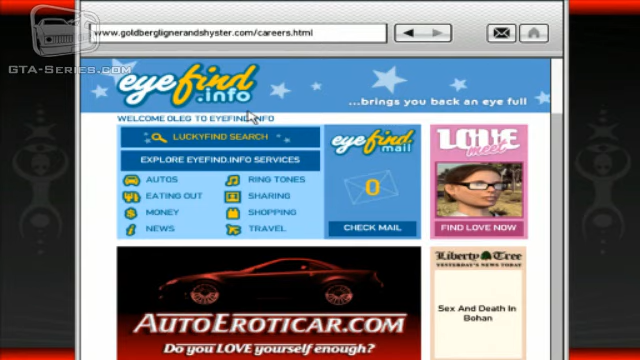 www.goldberglignerandshyster.com/careers.html
GTA-SERIES.COM
eyefind
.info
...brings you back an eye full
WELCOME OLEG TO EYEFIND.INFO
LUCKYFIND SEARCH
EXPLORE EYEFIND.INFO SERVICES
AUTOS
RING TONES
EATING OUT
SHARING
MONEY
SHOPPING
NEWS
TRAVEL
eyefind
mail
0
CHECK MAIL
LOVE
meet
FIND LOVE NOW
AUTOEROTICAR.COM
Do you LOVE yourself enough?
Liberty Tree
YESTERDAY'S NEWS TODAY
Sex And Death In
Bohan